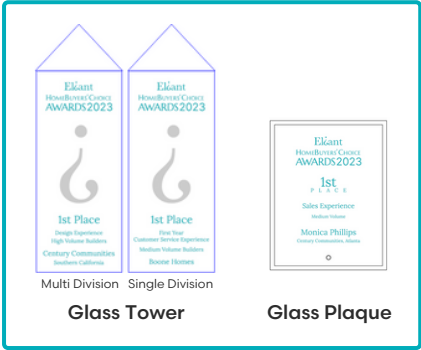 Eliant
HOMEBUYERS' CHOICE
AWARDS2023
1st Place
Design Experience
High Volume Builders
Century Communities
Southern California
Multi Division
Eliant
HOMEBUYERS' CHOICE
AWARDS2023
1st Place
First Year
Customer Service Experience
Medium Volume Builders
Boone Homes
Single Division
Glass Tower
Eliant
HOMEBUYERS' CHOICE
AWARDS2023
1st
PLACE
Sales Experience
Medium Volume
Monica Phillips
Century Communities, Atlanta
Glass Plaque